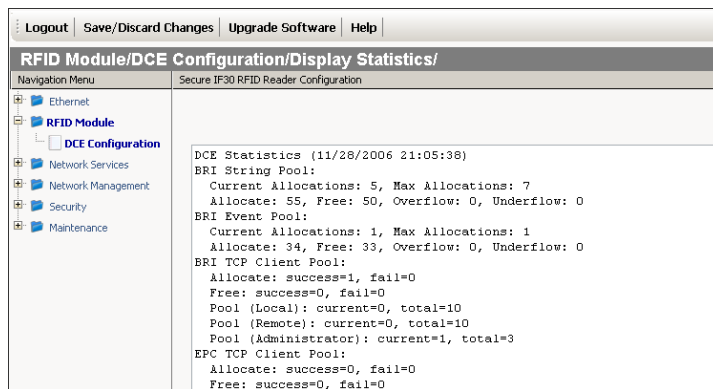 Logout Save/Discard Changes Upgrade Software Help
RFID Module/DCE Configuration/Display Statistics/
Navigation Menu Secure IF30 RFID Reader Configuration
Ethernet
RFID Module
DCE Configuration
Network Services
Network Management
Security
Maintenance
DCE Statistics (11/28/2006 21:05:38)
BRI String Pool:
Current Allocations: 5, Max Allocations: 7
Allocate: 55, Free: 50, Overflow: 0, Underflow: 0
BRI Event Pool:
Current Allocations: 1, Max Allocations: 1
Allocate: 34, Free: 33, Overflow: 0, Underflow: 0
BRI TCP Client Pool:
Allocate: success=1, fail=0
Free: success=0, fail=0
Pool (Local): current=0, total=10
Pool (Remote): current=0, total=10
Pool (Administrator): current=1, total=3
EPC TCP Client Pool:
Allocate: success=0, fail=0
Free: success=0, fail=0